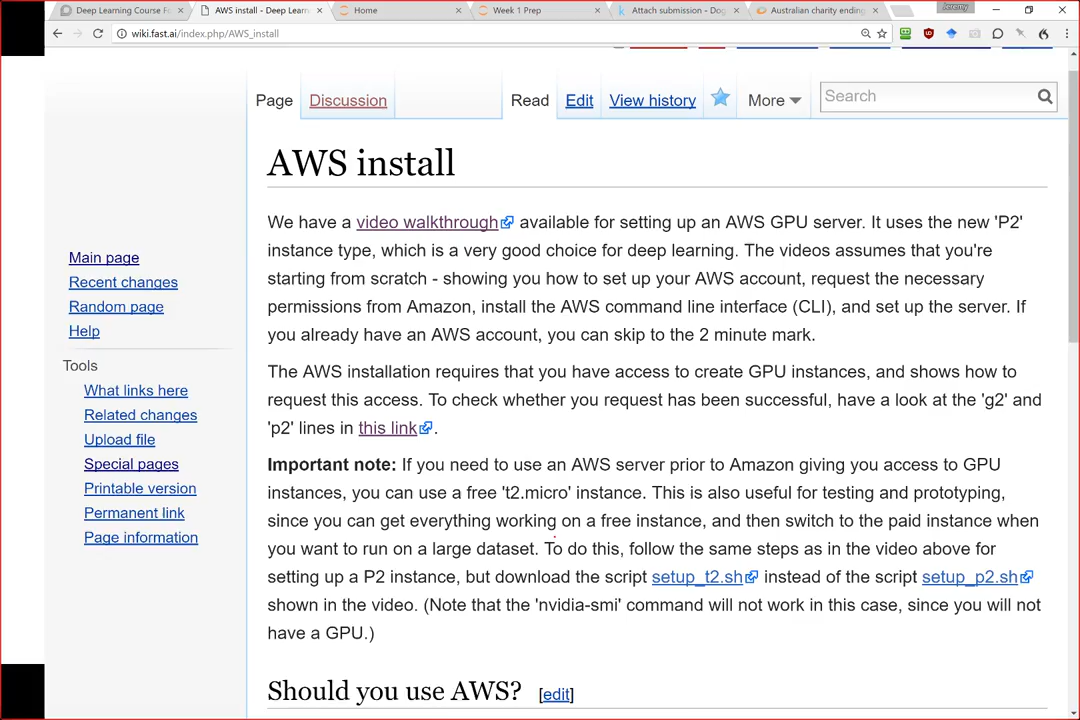 Deep Learning Course Fo
AWS install - Deep Learn
Home
Week 1 Prep
Attach submission - Dog
Australian charity ending
Jeremy
wiki.fast.ai/index.php/AWS_install
Page
Discussion
Read
Edit
View history
More
Search
AWS install
We have a video walkthrough available for setting up an AWS GPU server. It uses the new 'P2'
instance type, which is a very good choice for deep learning. The videos assumes that you're
starting from scratch - showing you how to set up your AWS account, request the necessary
permissions from Amazon, install the AWS command line interface (CLI), and set up the server. If
you already have an AWS account, you can skip to the 2 minute mark.
The AWS installation requires that you have access to create GPU instances, and shows how to
request this access. To check whether you request has been successful, have a look at the 'g2' and
'p2' lines in this link.
Important note: If you need to use an AWS server prior to Amazon giving you access to GPU
instances, you can use a free 't2.micro' instance. This is also useful for testing and prototyping,
since you can get everything working on a free instance, and then switch to the paid instance when
you want to run on a large dataset. To do this, follow the same steps as in the video above for
setting up a P2 instance, but download the script setup_t2.sh instead of the script setup_p2.sh
shown in the video. (Note that the 'nvidia-smi' command will not work in this case, since you will not
have a GPU.)
Should you use AWS? [edit]
Main page
Recent changes
Random page
Help
Tools
What links here
Related changes
Upload file
Special pages
Printable version
Permanent link
Page information